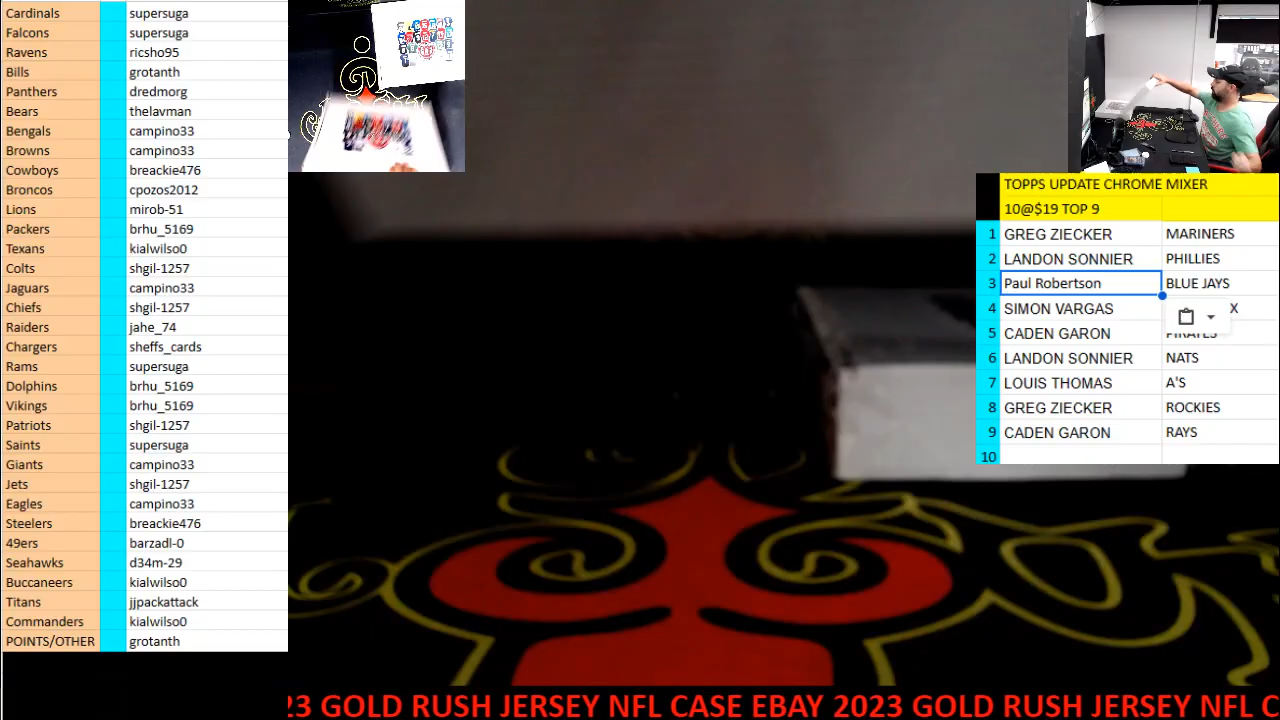 Cardinals supersuga
Falcons supersuga
Ravens ricsho95
Bills grotanth
Panthers dredmorg
Bears thelavman
Bengals campino33
Browns campino33
Cowboys breackie476
Broncos cpozos2012
Lions mirob-51
Packers brhu_5169
Texans kialwilso0
Colts shgil-1257
Jaguars campino33
Chiefs shgil-1257
Raiders jahe_74
Chargers sheffs_cards
Rams supersuga
Dolphins brhu_5169
Vikings brhu_5169
Patriots shgil-1257
Saints supersuga
Giants campino33
Jets shgil-1257
Eagles campino33
Steelers breackie476
49ers barzadl-0
Seahawks d34m-29
Buccaneers kialwilso0
Titans jjpackattack
Commanders kialwilso0
POINTS/OTHER grotanth
TOPPS UPDATE CHROME MIXER
10@$19 TOP 9
1 GREG ZIECKER MARINERS
2 LANDON SONNIER PHILLIES
3 Paul Robertson BLUE JAYS
4 SIMON VARGAS X
5 CADEN GARON PIRATES
6 LANDON SONNIER NATS
7 LOUIS THOMAS A'S
8 GREG ZIECKER ROCKIES
9 CADEN GARON RAYS
10
23 GOLD RUSH JERSEY NFL CASE EBAY 2023 GOLD RUSH JERSEY NFL C